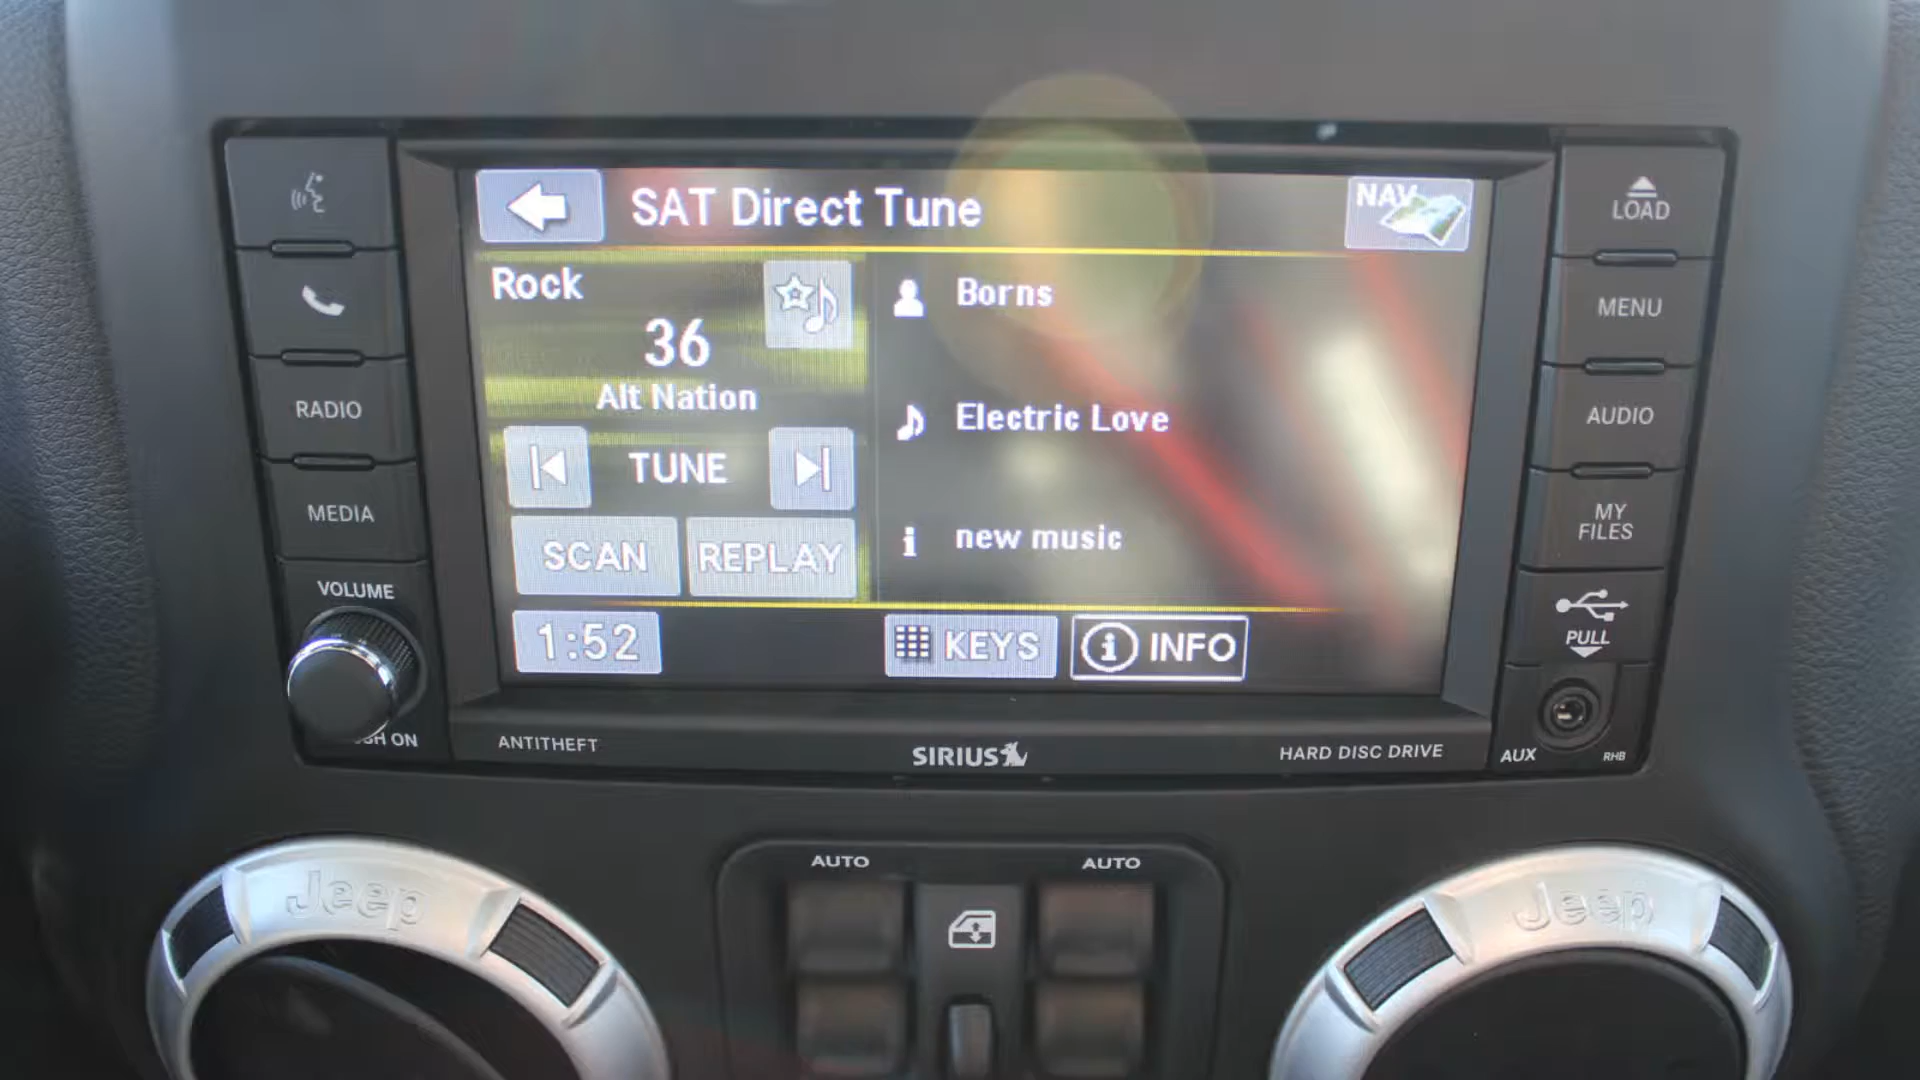 SAT Direct Tune
NAV
LOAD
Rock
Borns
MENU
36
Alt Nation
RADIO
Electric Love
AUDIO
TUNE
MEDIA
MY
FILES
SCAN
REPLAY
new music
VOLUME
PULL
1:52
KEYS
INFO
ON
ANTITHEFT
SIRIUS
HARD DISC DRIVE
AUX
RHB
AUTO
AUTO
Jeep
Jeep